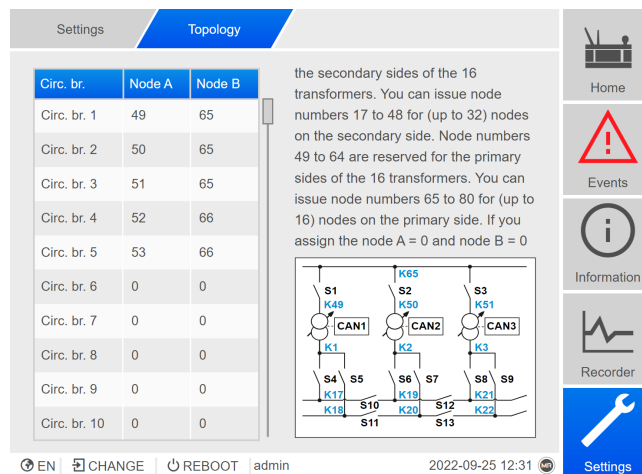 Settings
Topology
Circ. br. Node A Node B
Circ. br. 1 49 65
Circ. br. 2 50 65
Circ. br. 3 51 65
Circ. br. 4 52 66
Circ. br. 5 53 66
Circ. br. 6 0 0
Circ. br. 7 0 0
Circ. br. 8 0 0
Circ. br. 9 0 0
Circ. br. 10 0 0
the secondary sides of the 16
transformers. You can issue node
numbers 17 to 48 for (up to 32) nodes
on the secondary side. Node numbers
49 to 64 are reserved for the primary
sides of the 16 transformers. You can
issue node numbers 65 to 80 for (up to
16) nodes on the primary side. If you
assign the node A = 0 and node B = 0
K65
S1 S2 S3
K49 K50 K51
CAN1 CAN2 CAN3
K1 K2 K3
S4 S5 S6 S7 S8 S9
K17 K19 K21
S10 S12
K18 K20 K22
S11 S13
Home
Events
Information
Recorder
Settings
EN CHANGE REBOOT admin 2022-09-25 12:31 MR